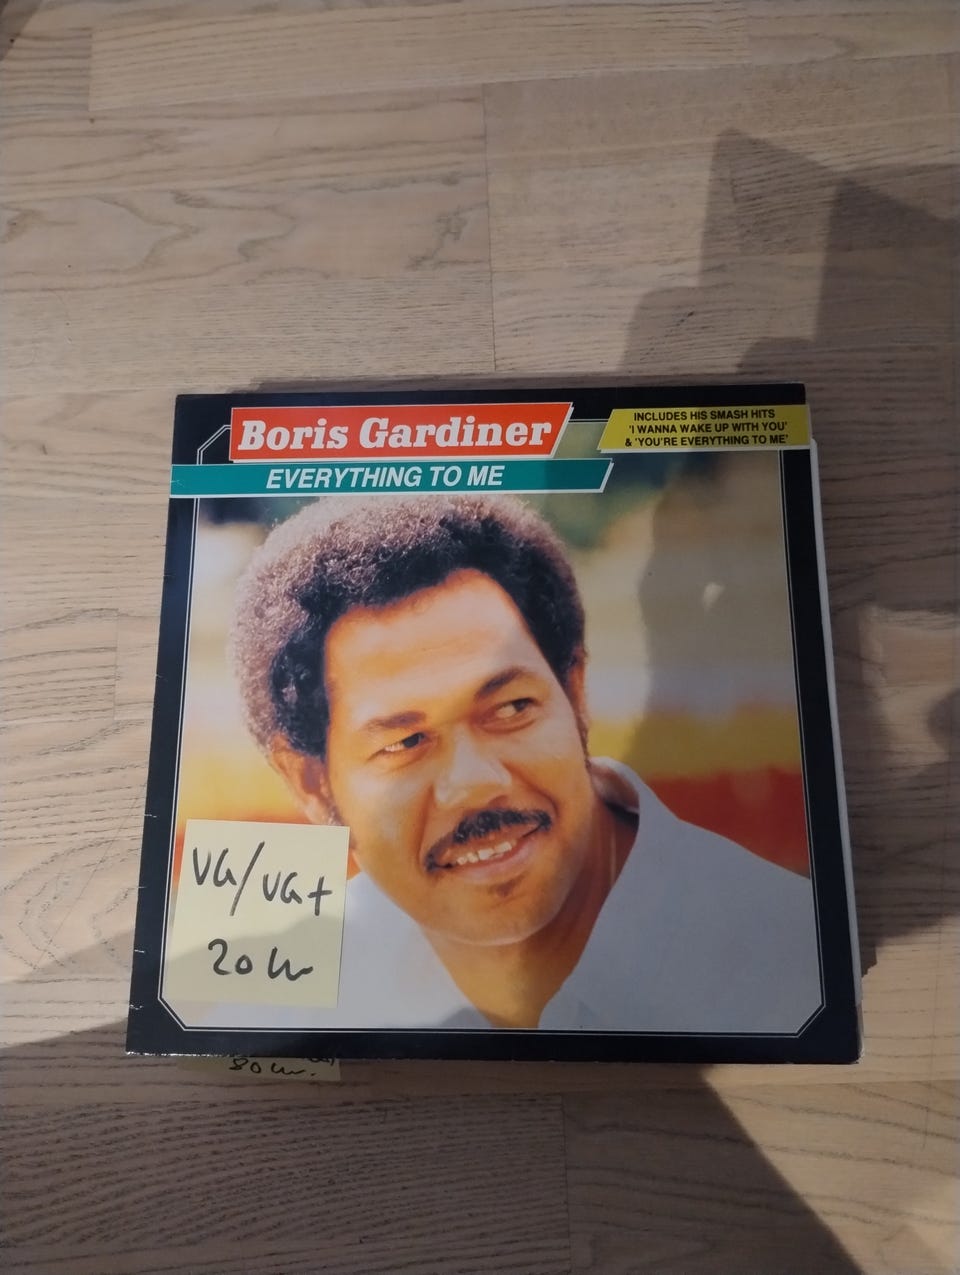 Boris Gardiner
EVERYTHING TO ME
INCLUDES HIS SMASH HITS
'I WANNA WAKE UP WITH YOU'
& 'YOU'RE EVERYTHING TO ME'
VG/VG+
20 kr
80 kr.